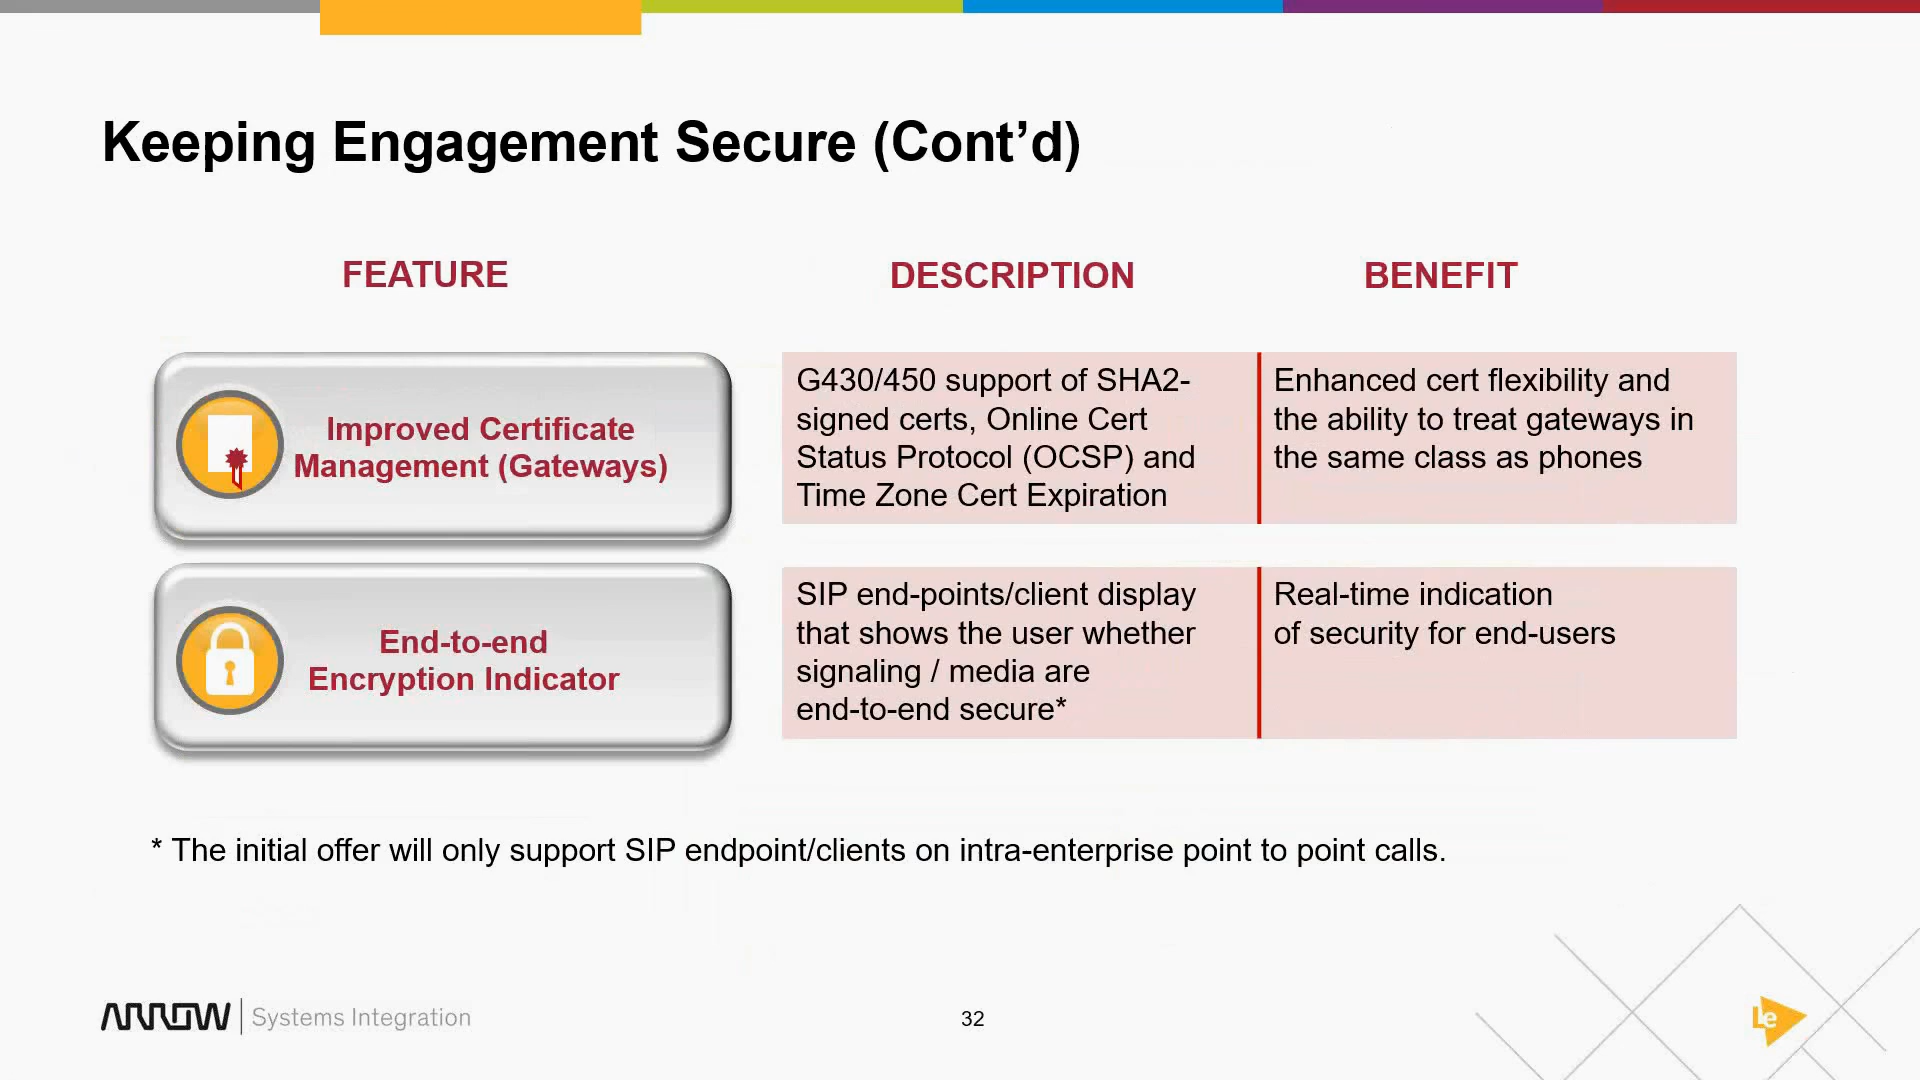 Keeping Engagement Secure (Cont’d)
FEATURE
DESCRIPTION
BENEFIT
Improved Certificate
Management (Gateways)
G430/450 support of SHA2-
signed certs, Online Cert
Status Protocol (OCSP) and
Time Zone Cert Expiration
Enhanced cert flexibility and
the ability to treat gateways in
the same class as phones
End-to-end
Encryption Indicator
SIP end-points/client display
that shows the user whether
signaling / media are
end-to-end secure*
Real-time indication
of security for end-users
* The initial offer will only support SIP endpoint/clients on intra-enterprise point to point calls.
ARROW Systems Integration
32
Le